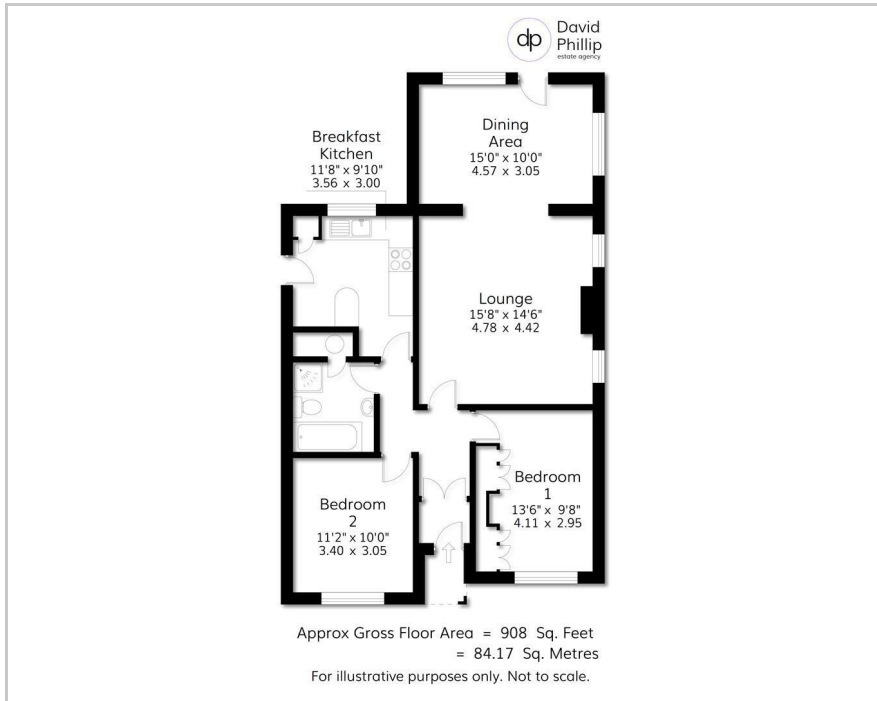 dp
David
Phillip
estate agency
Breakfast
Kitchen
11'8" x 9'10"
3.56 x 3.00
Dining
Area
15'0" x 10'0"
4.57 x 3.05
Lounge
15'8" x 14'6"
4.78 x 4.42
Bedroom
1
13'6" x 9'8"
4.11 x 2.95
Bedroom
2
11'2" x 10'0"
3.40 x 3.05
Approx Gross Floor Area = 908 Sq. Feet
= 84.17 Sq. Metres
For illustrative purposes only. Not to scale.